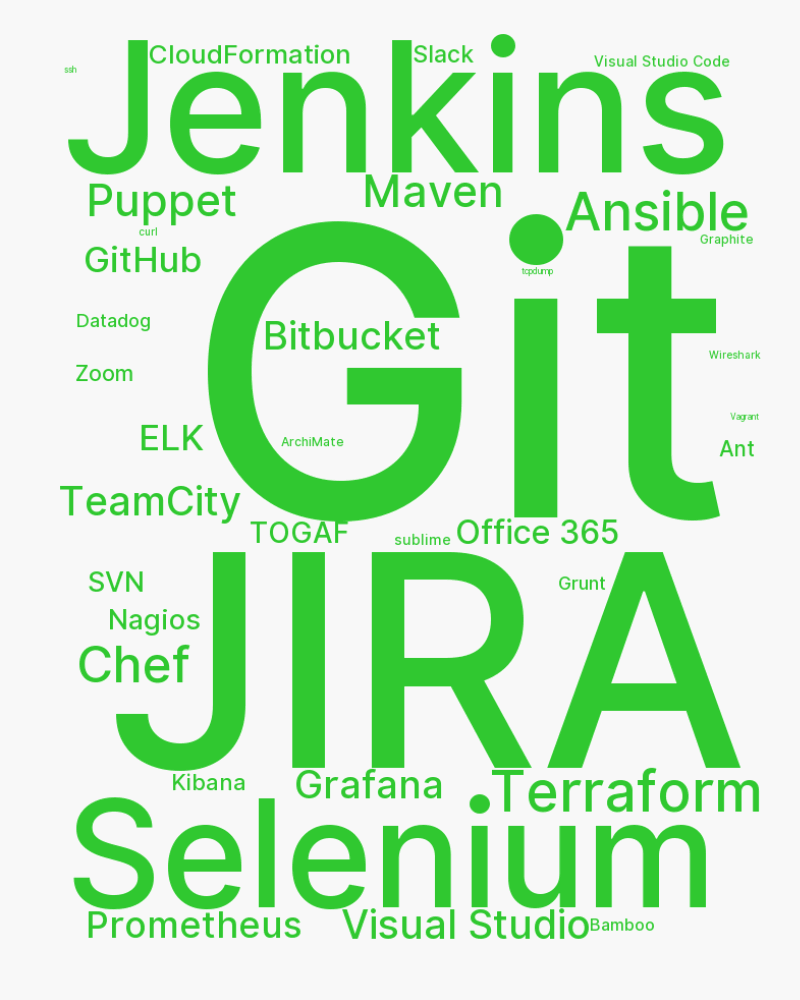 CloudFormation
Slack
Visual Studio Code
ssh
Jenkins
Puppet
Maven
Ansible
curl
Graphite
GitHub
tcpdump
Git
Datadog
Bitbucket
Wireshark
Zoom
Vagrant
ELK
ArchiMate
Ant
TeamCity
TOGAF
sublime
Office 365
SVN
Grunt
Nagios
Chef
JIRA
Kibana
Grafana
Terraform
Selenium
Prometheus
Visual Studio
Bamboo